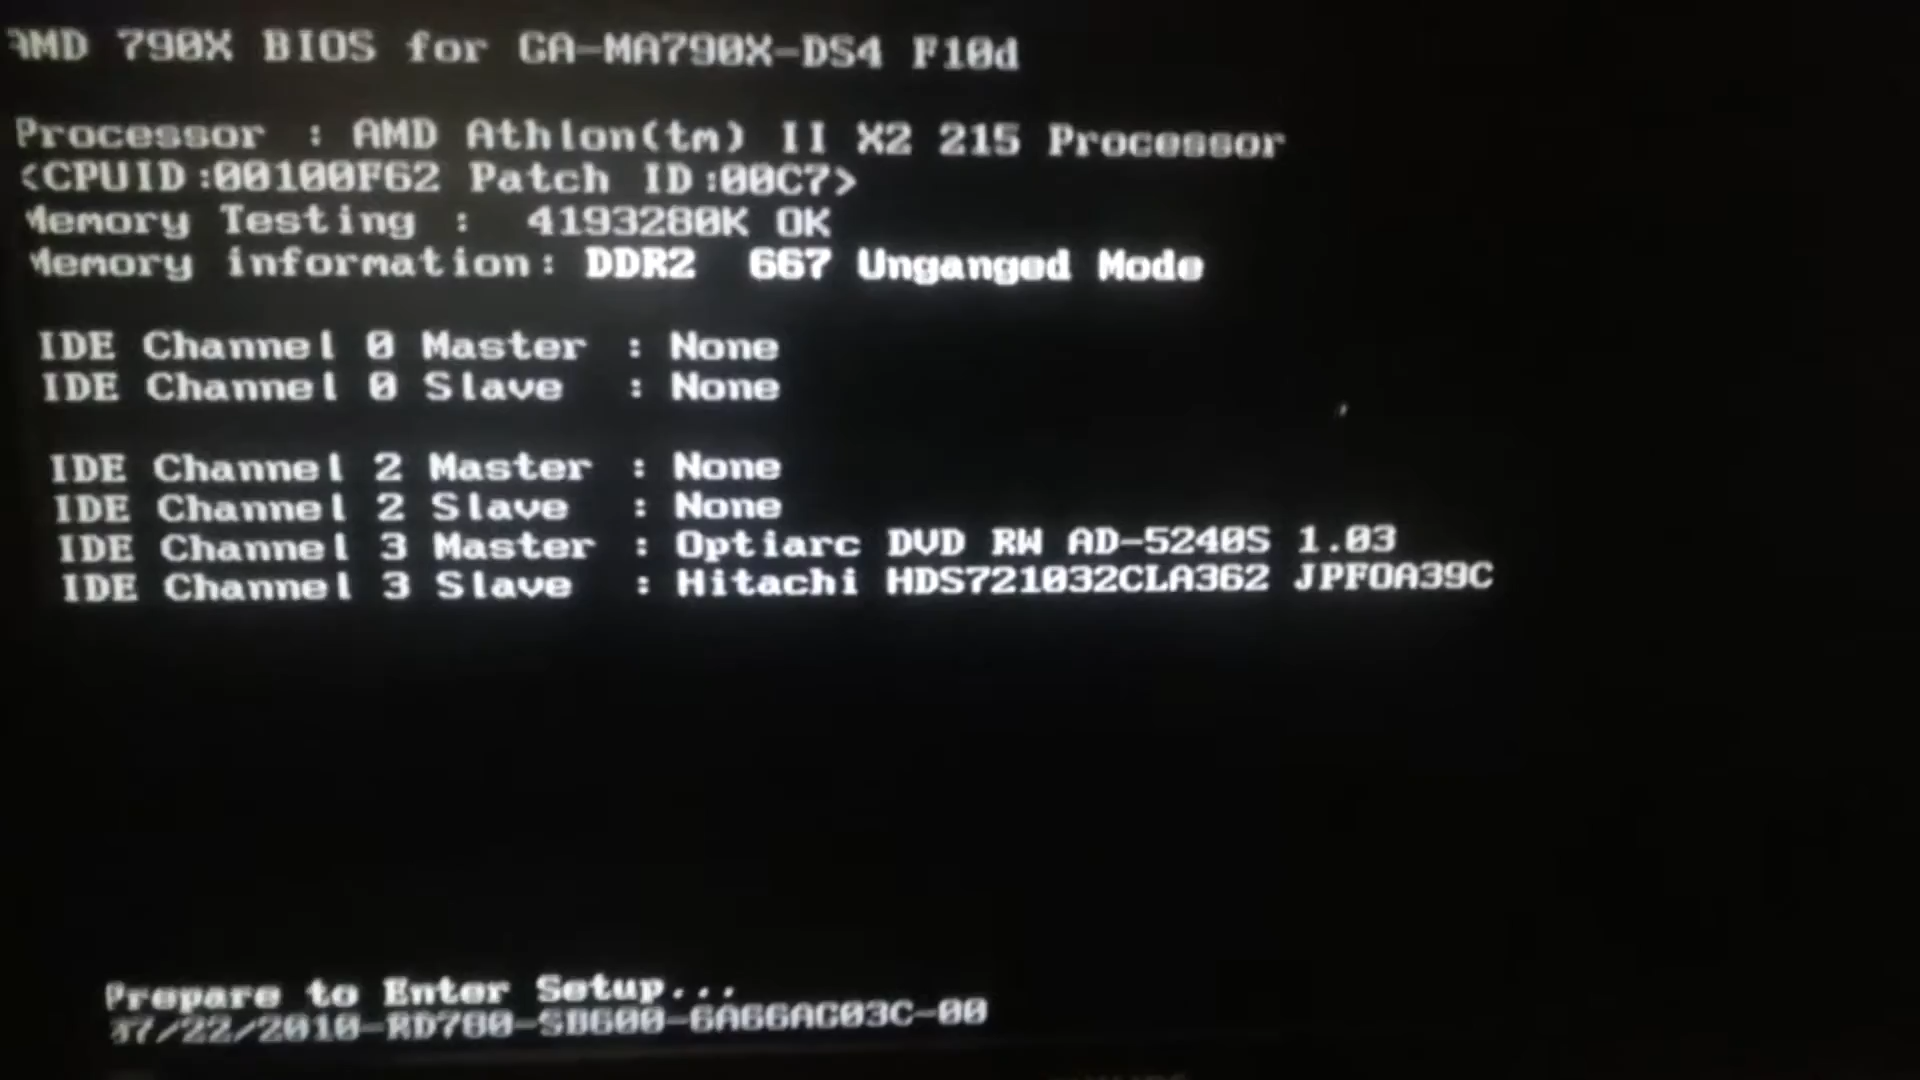 AMD 790X BIOS for GA-MA790X-DS4 F10d
Processor : AMD Athlon(tm) II X2 215 Processor
<CPUID:00100F62 Patch ID:00C7>
Memory Testing : 4193280K OK
Memory information: DDR2 667 Unganged Mode
IDE Channel 0 Master : None
IDE Channel 0 Slave : None
IDE Channel 2 Master : None
IDE Channel 2 Slave : None
IDE Channel 3 Master : Optiarc DVD RW AD-5240S 1.03
IDE Channel 3 Slave : Hitachi HDS721032CLA362 JPFOA39C
Prepare to Enter Setup...
07/22/2010-RD780-SB600-6A66AG03C-00